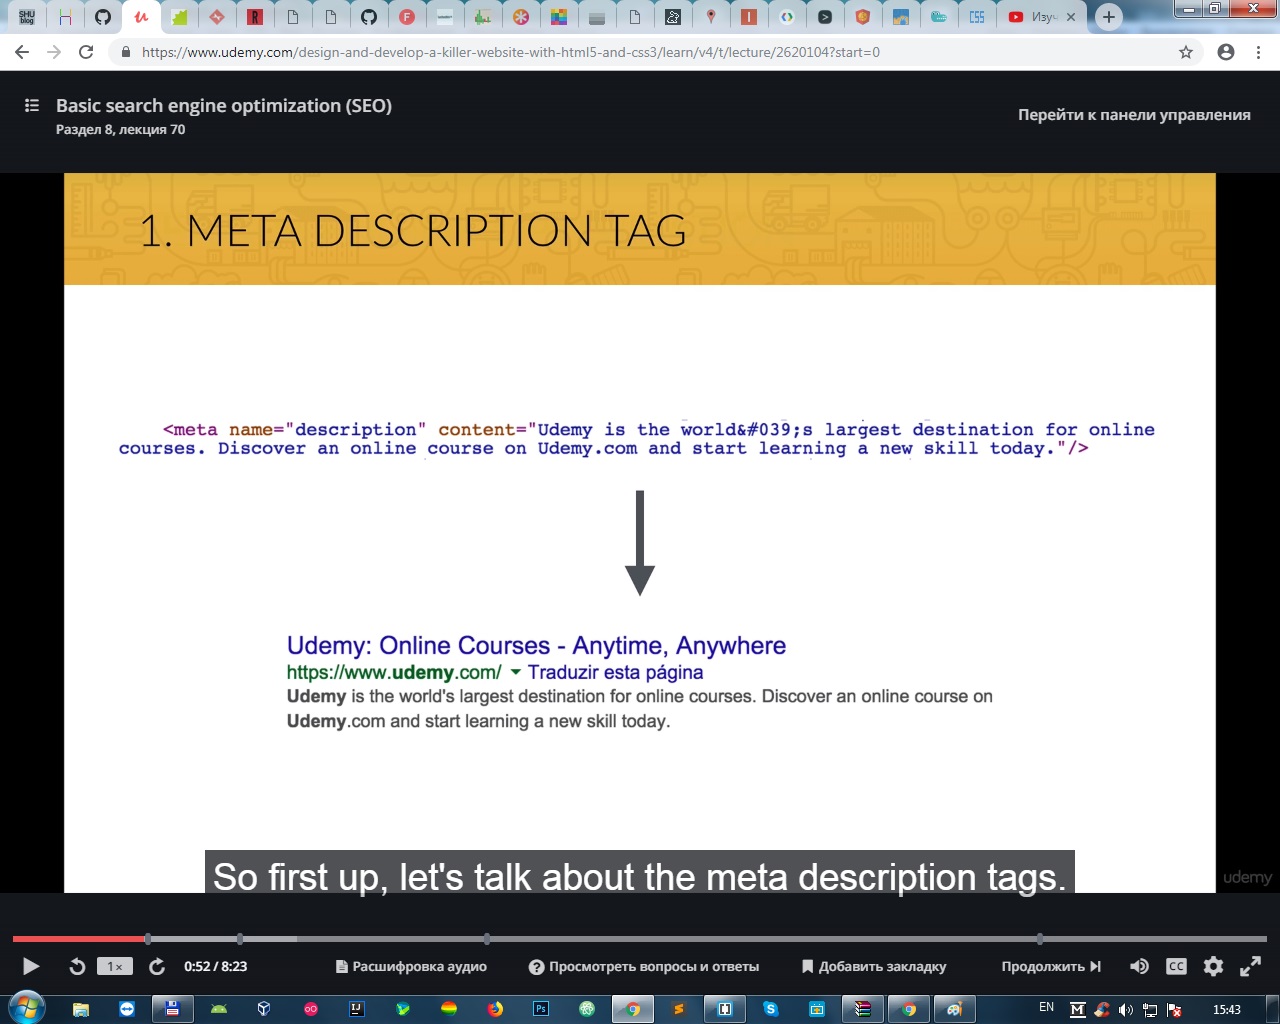 SHU
blog
CSS
Изуч
https://www.udemy.com/design-and-develop-a-killer-website-with-html5-and-css3/learn/v4/t/lecture/2620104?start=0
Basic search engine optimization (SEO)
Раздел 8, лекция 70
Перейти к панели управления
1. META DESCRIPTION TAG
<meta name="description" content="Udemy is the world&#039;s largest destination for online
courses. Discover an online course on Udemy.com and start learning a new skill today."/>
Udemy: Online Courses - Anytime, Anywhere
https://www.udemy.com/ Traduzir esta página
Udemy is the world's largest destination for online courses. Discover an online course on
Udemy.com and start learning a new skill today.
So first up, let's talk about the meta description tags.
udemy
1× 0:52 / 8:23 Расшифровка аудио Просмотреть вопросы и ответы Добавить закладку Продолжить CC
EN 15:43